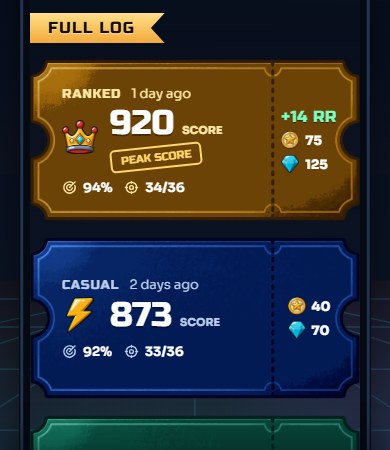 FULL LOG
RANKED 1 day ago
920 SCORE
PEAK SCORE
94% 34/36
+14 RR
75
125
CASUAL 2 days ago
873 SCORE
92% 33/36
40
70